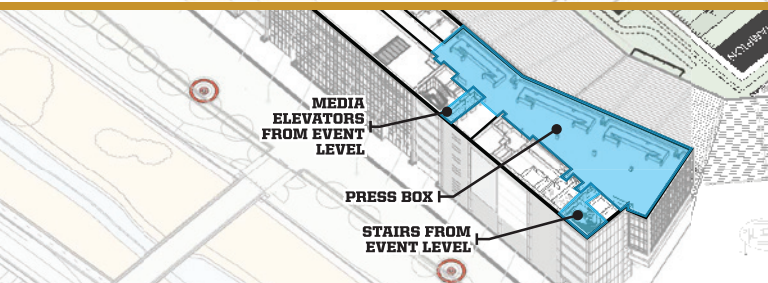 MEDIA
ELEVATORS
FROM EVENT
LEVEL
PRESS BOX
STAIRS FROM
EVENT LEVEL